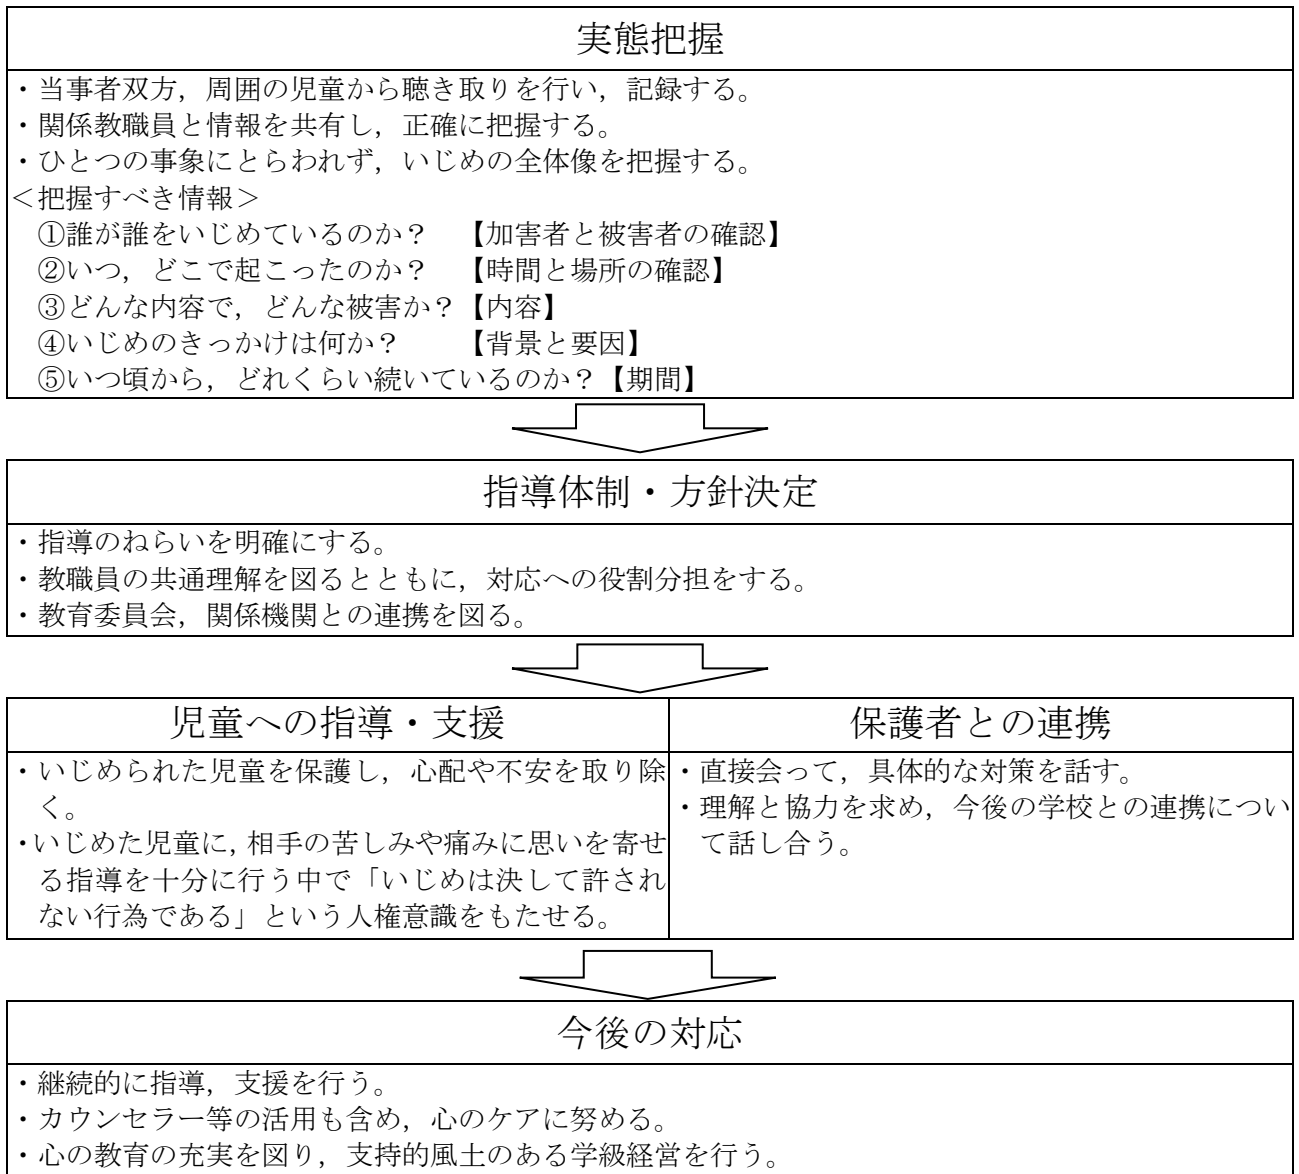 実態把握
・当事者双方，周囲の児童から聴き取りを行い，記録する。
・関係教職員と情報を共有し，正確に把握する。
・ひとつの事象にとらわれず，いじめの全体像を把握する。
＜把握すべき情報＞
①誰が誰をいじめているのか？　【加害者と被害者の確認】
②いつ，どこで起こったのか？　【時間と場所の確認】
③どんな内容で，どんな被害か？【内容】
④いじめのきっかけは何か？　　【背景と要因】
⑤いつ頃から，どれくらい続いているのか？【期間】
指導体制・方針決定
・指導のねらいを明確にする。
・教職員の共通理解を図るとともに，対応への役割分担をする。
・教育委員会，関係機関との連携を図る。
児童への指導・支援
・いじめられた児童を保護し，心配や不安を取り除
く。
・いじめた児童に，相手の苦しみや痛みに思いを寄せ
る指導を十分に行う中で「いじめは決して許され
ない行為である」という人権意識をもたせる。
保護者との連携
・直接会って，具体的な対策を話す。
・理解と協力を求め，今後の学校との連携につい
て話し合う。
今後の対応
・継続的に指導，支援を行う。
・カウンセラー等の活用も含め，心のケアに努める。
・心の教育の充実を図り，支持的風土のある学級経営を行う。